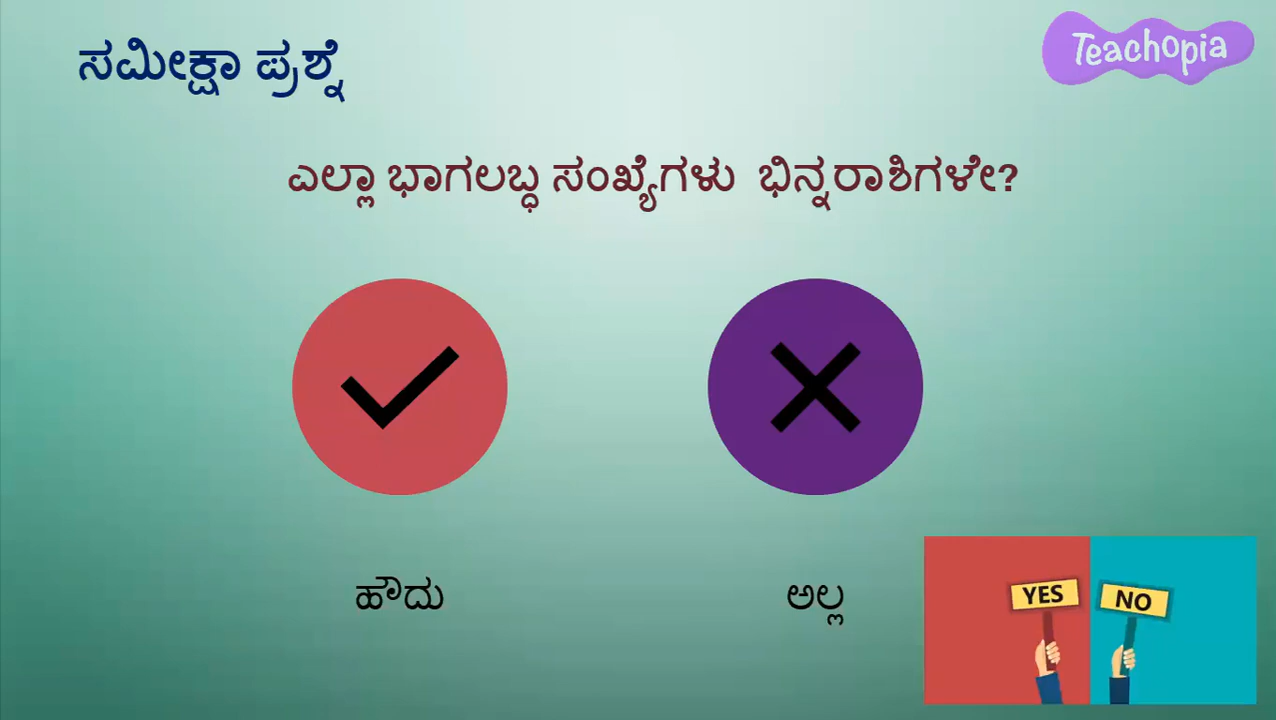 ಸಮೀಕ್ಷಾ ಪ್ರಶ್ನೆ
Teachopia
ಎಲ್ಲಾ ಭಾಗಲಬ್ಧ ಸಂಖ್ಯೆಗಳು ಭಿನ್ನರಾಶಿಗಳೇ?
ಹೌದು
ಅಲ್ಲ
YES
NO